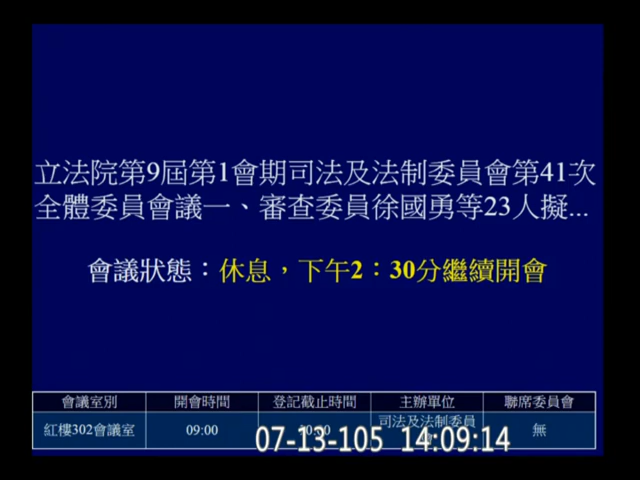 立法院第9屆第1會期司法及法制委員會第41次
全體委員會議一、審查委員徐國勇等23人擬...
會議狀態：休息，下午2：30分繼續開會
會議室別 開會時間 登記截止時間 主辦單位 聯席委員會
紅樓302會議室 09:00 司法及法制委員 無
07-13-105 14:09:14